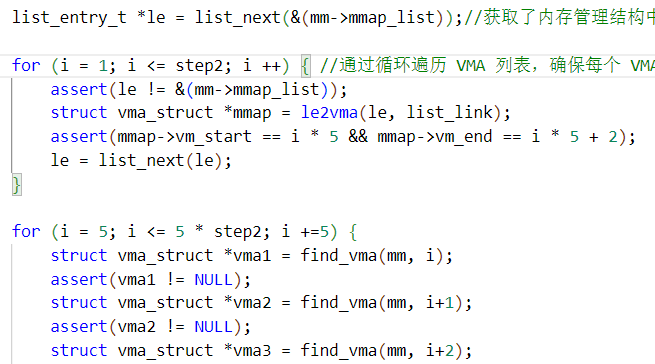 list_entry_t *le = list_next(&(mm->mmap_list));//获取了内存管理结构中
for (i = 1; i <= step2; i ++) { //通过循环遍历 VMA 列表，确保每个 VMA
    assert(le != &(mm->mmap_list));
    struct vma_struct *mmap = le2vma(le, list_link);
    assert(mmap->vm_start == i * 5 && mmap->vm_end == i * 5 + 2);
    le = list_next(le);
}
for (i = 5; i <= 5 * step2; i +=5) {
    struct vma_struct *vma1 = find_vma(mm, i);
    assert(vma1 != NULL);
    struct vma_struct *vma2 = find_vma(mm, i+1);
    assert(vma2 != NULL);
    struct vma_struct *vma3 = find_vma(mm, i+2);